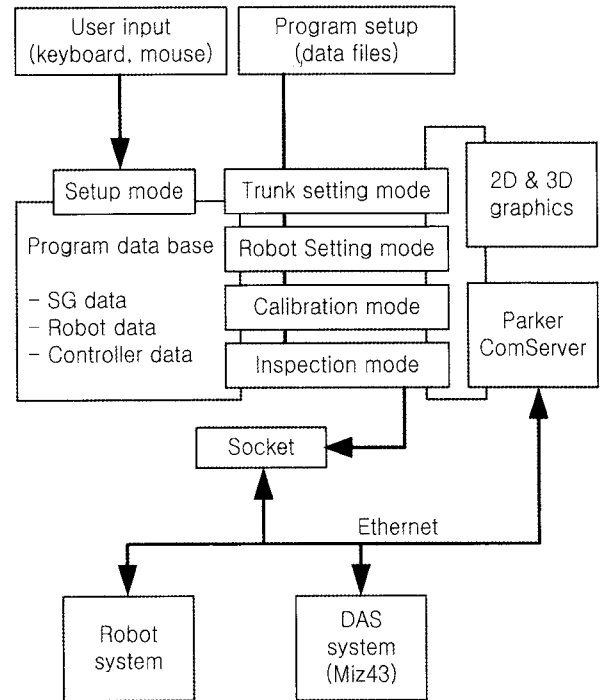 User input
(keyboard, mouse)
Program setup
(data files)
Setup mode
Trunk setting mode
2D & 3D
graphics
Program data base
Robot Setting mode
– SG data
– Robot data
– Controller data
Calibration mode
Parker
ComServer
Inspection mode
Socket
Ethernet
Robot
system
DAS
system
(Miz43)